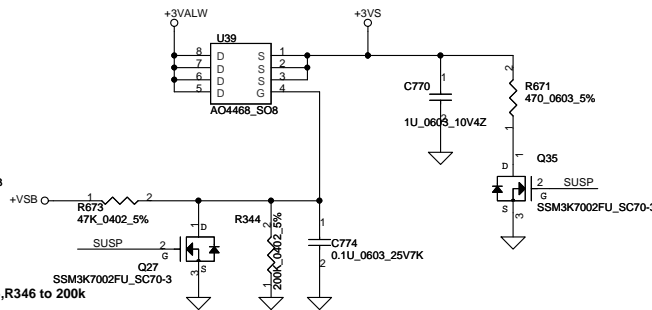 +3VALW
+3VS
U39
8 D S 1
7 D S 2
6 D S 3
5 D G 4
AO4468_SO8
C770
1
2
1U_0603_10V4Z
2
R671
470_0603_5%
1
Q35
D 1
2 SUSP
G
S 3
SSM3K7002FU_SC70-3
+VSB 1 2
R673
47K_0402_5%
SUSP 2
G
1 D
3 S
Q27
SSM3K7002FU_SC70-3
R344
2
200K_0402_5%
1
1
C774
0.1U_0603_25V7K
2
,R346 to 200k